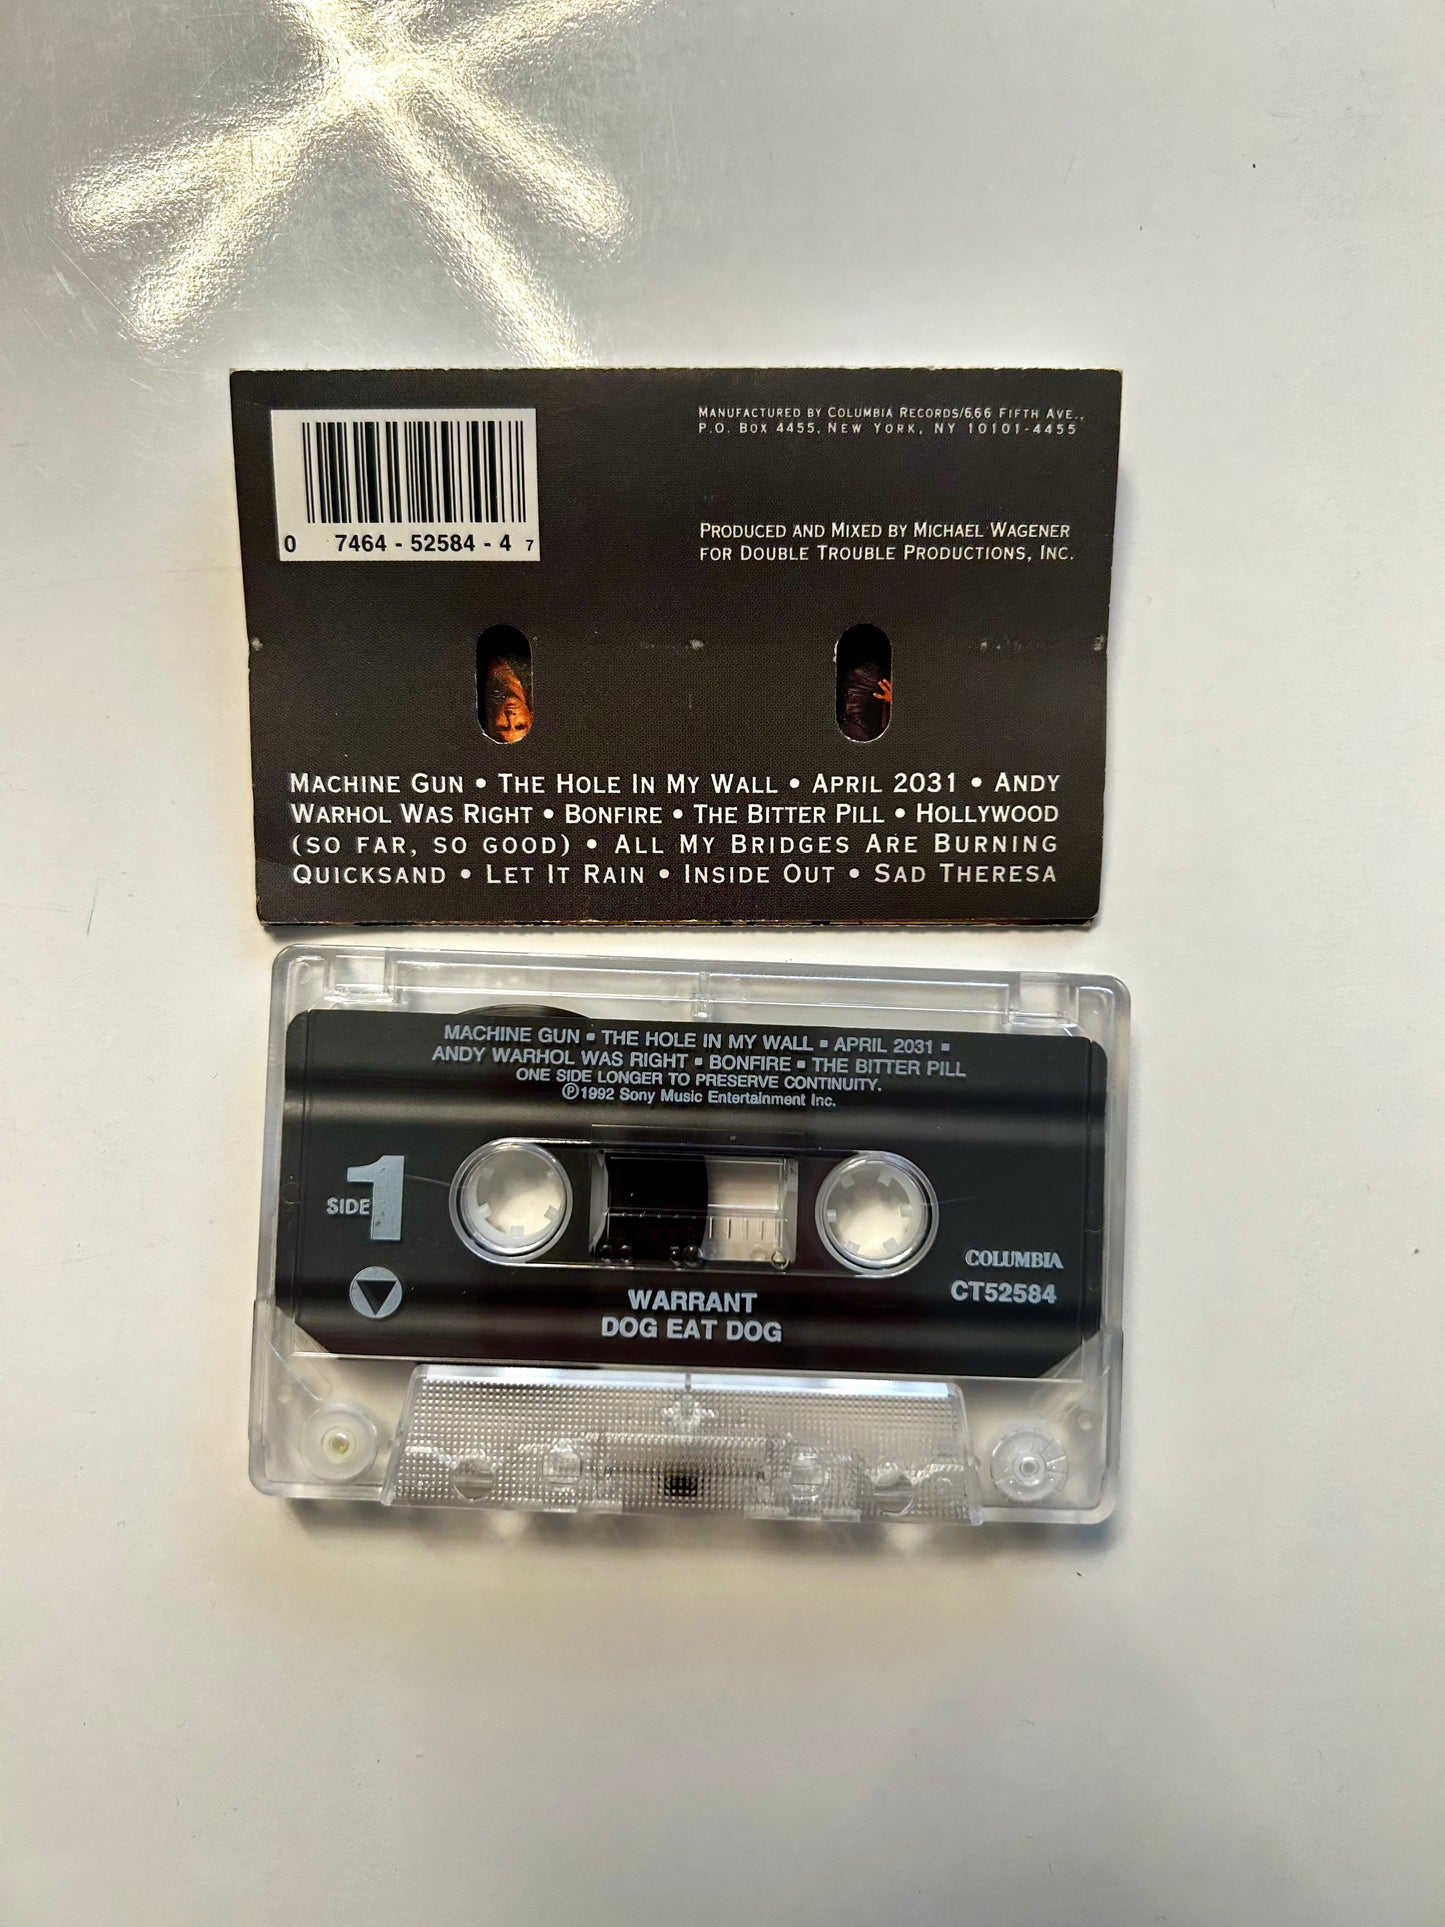 MANUFACTURED BY COLUMBIA RECORDS/666 FIFTH AVE.,
P.O. BOX 4455, NEW YORK, NY 10101-4455
0 7464 - 52584 - 4 7
PRODUCED AND MIXED BY MICHAEL WAGENER
FOR DOUBLE TROUBLE PRODUCTIONS, INC.
MACHINE GUN • THE HOLE IN MY WALL • APRIL 2031 • ANDY
WARHOL WAS RIGHT • BONFIRE • THE BITTER PILL • HOLLYWOOD
(SO FAR, SO GOOD) • ALL MY BRIDGES ARE BURNING
QUICKSAND • LET IT RAIN • INSIDE OUT • SAD THERESA
MACHINE GUN ▪ THE HOLE IN MY WALL ▪ APRIL 2031 ▪
ANDY WARHOL WAS RIGHT ▪ BONFIRE ▪ THE BITTER PILL
ONE SIDE LONGER TO PRESERVE CONTINUITY.
℗1992 Sony Music Entertainment Inc.
SIDE 1
COLUMBIA
CT52584
WARRANT
DOG EAT DOG